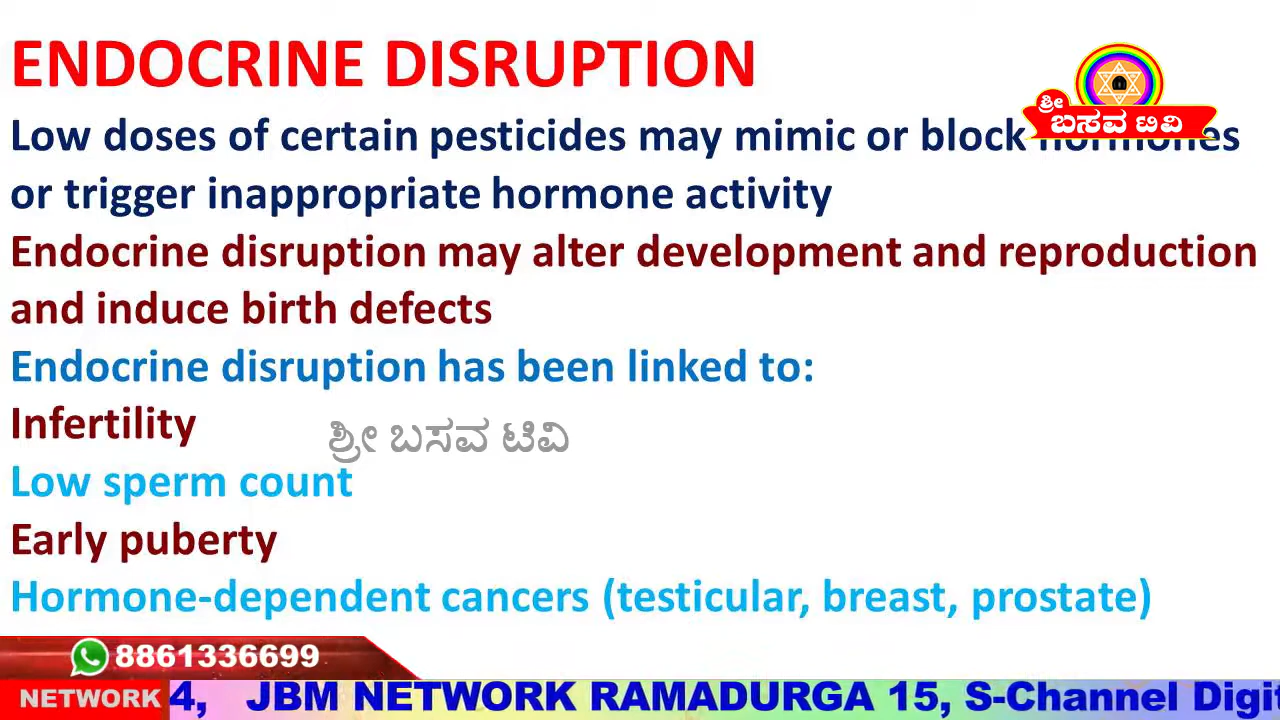 ENDOCRINE DISRUPTION
ಶ್ರೀ
ಬಸವ ಟಿವಿ
Low doses of certain pesticides may mimic or block hormones
or trigger inappropriate hormone activity
Endocrine disruption may alter development and reproduction
and induce birth defects
Endocrine disruption has been linked to:
Infertility
ಶ್ರೀ ಬಸವ ಟಿವಿ
Low sperm count
Early puberty
Hormone-dependent cancers (testicular, breast, prostate)
8861336699
NETWORK 4, JBM NETWORK RAMADURGA 15, S-Channel Digit